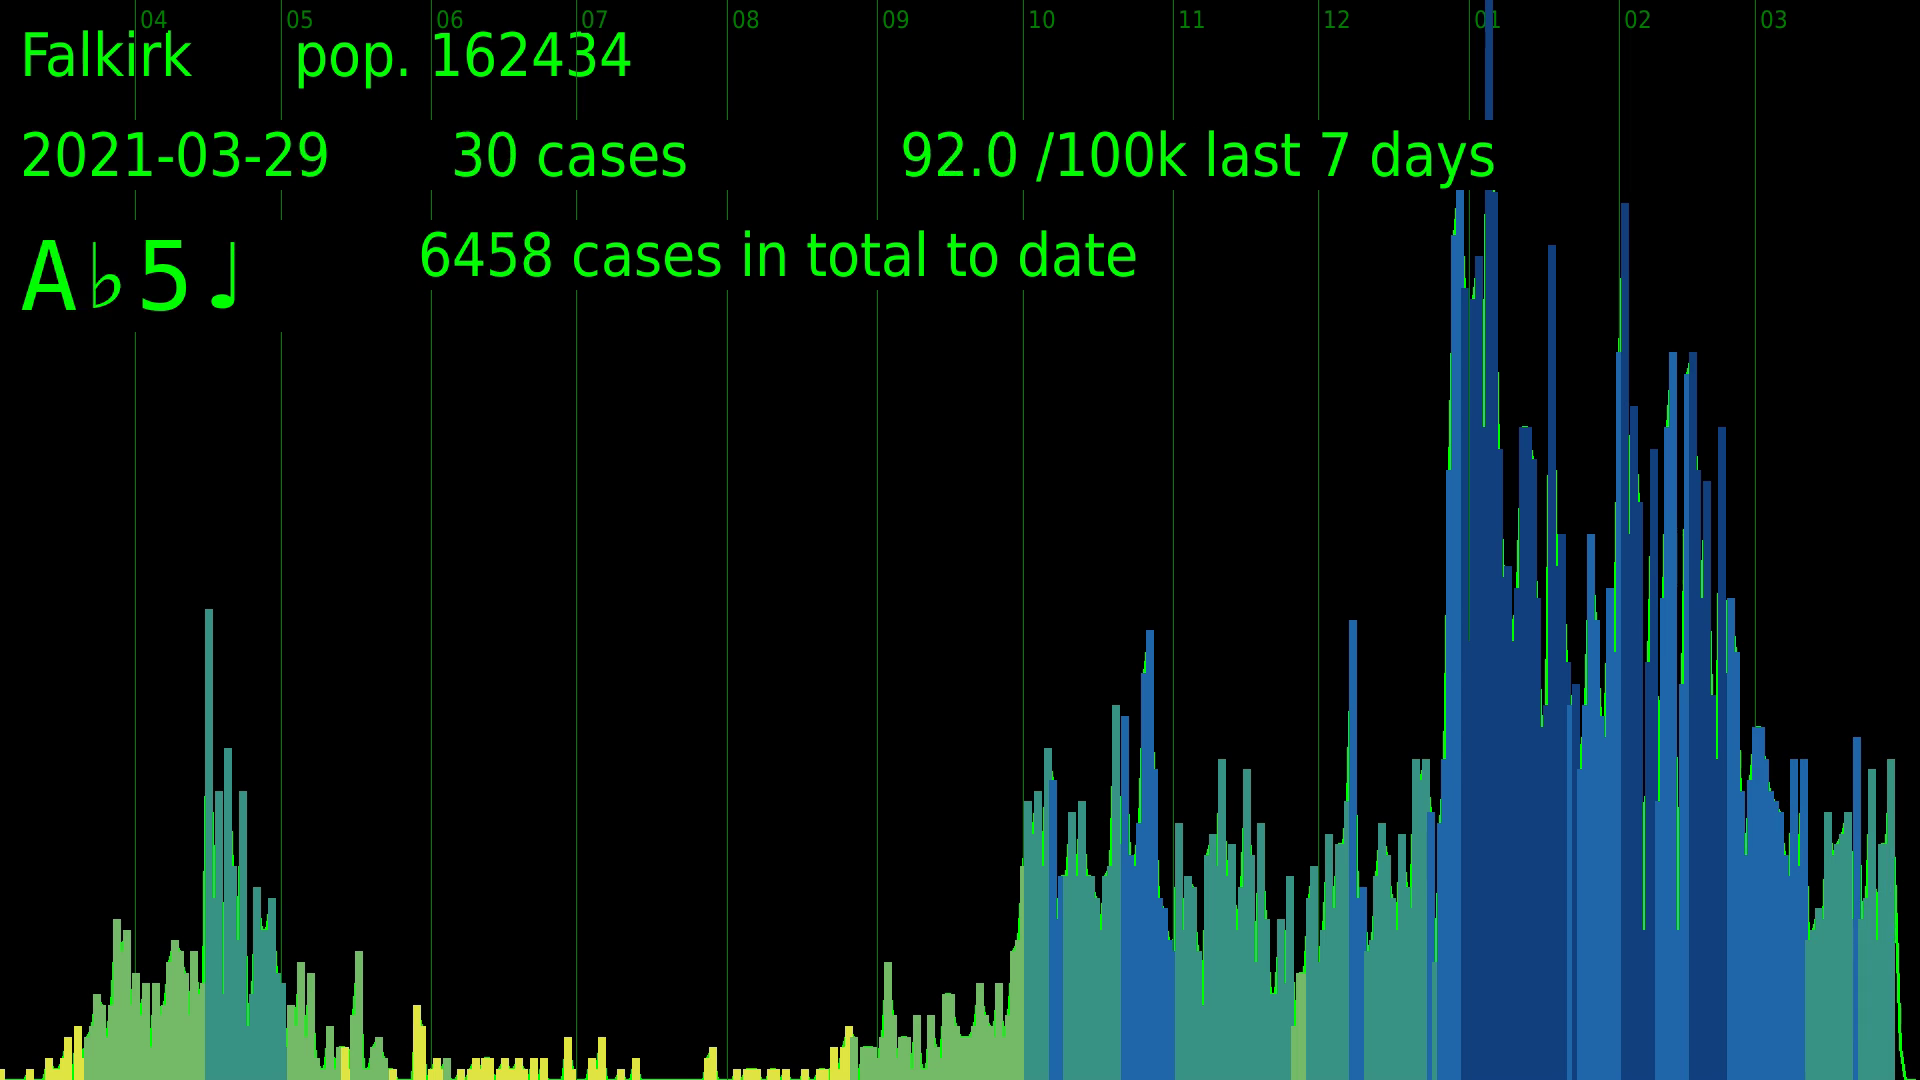 04 05 06 07 08 09 10 11 12 01 02 03
Falkirk pop. 162434
2021-03-29 30 cases 92.0 /100k last 7 days
A♭5♩ 6458 cases in total to date